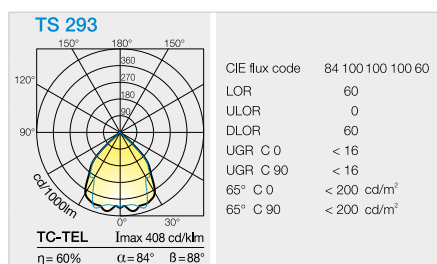 TS 293
150° 180° 150°
360
270
180
90
120°
90°
cd/1000lm
0° 30°
TC-TEL Imax 408 cd/klm
η= 60% α= 84° ß= 88°
CIE flux code 84 100 100 100 60
LOR 60
ULOR 0
DLOR 60
UGR C 0 < 16
UGR C 90 < 16
65° C 0 < 200 cd/m²
65° C 90 < 200 cd/m²